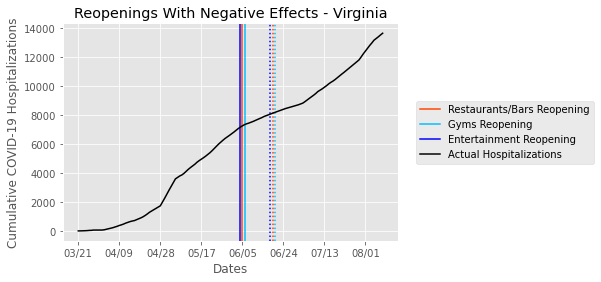 Reopenings With Negative Effects - Virginia
14000
12000
10000
8000
6000
4000
2000
0
Cumulative COVID-19 Hospitalizations
03/21 04/09 04/28 05/17 06/05 06/24 07/13 08/01
Dates
Restaurants/Bars Reopening
Gyms Reopening
Entertainment Reopening
Actual Hospitalizations